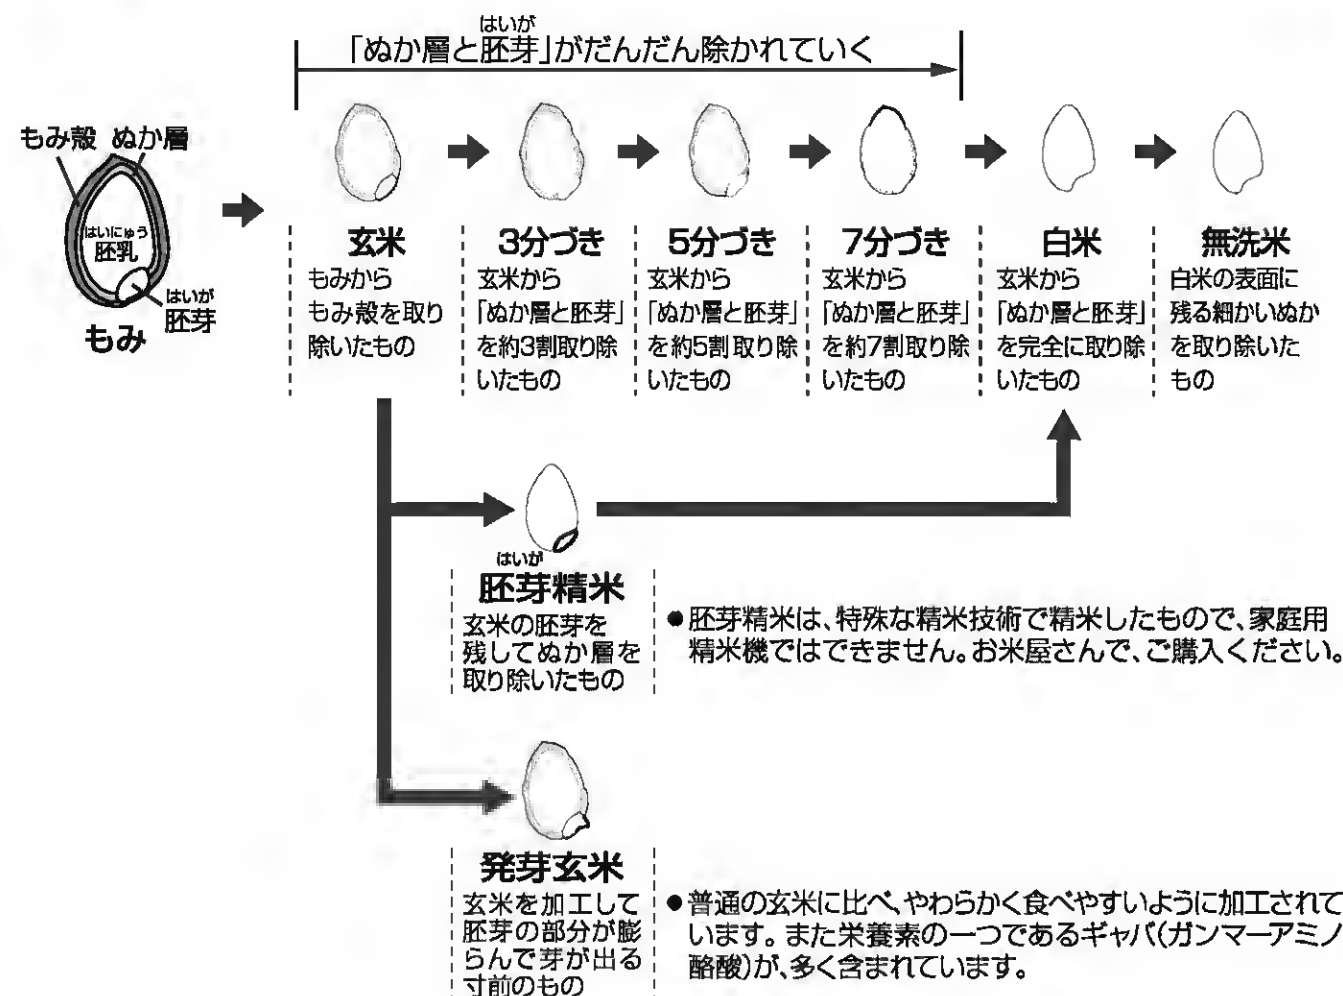 はいが
「ぬか層と胚芽」がだんだん除かれていく
もみ殻 ぬか層
はいにゅう
胚乳
はいが
胚芽
もみ
玄米
もみから
もみ殻を取り
除いたもの
3分づき
玄米から
「ぬか層と胚芽」
を約3割取り除
いたもの
5分づき
玄米から
「ぬか層と胚芽」
を約5割取り除
いたもの
7分づき
玄米から
「ぬか層と胚芽」
を約7割取り除
いたもの
白米
玄米から
「ぬか層と胚芽」
を完全に取り除
いたもの
無洗米
白米の表面に
残る細かいぬか
を取り除いた
もの
はいが
胚芽精米
玄米の胚芽を
残してぬか層を
取り除いたもの
●胚芽精米は、特殊な精米技術で精米したもので、家庭用
精米機ではできません。お米屋さんで、ご購入ください。
発芽玄米
玄米を加工して
胚芽の部分が膨
らんで芽が出る
寸前のもの
●普通の玄米に比べ、やわらかく食べやすいように加工されて
います。また栄養素の一つであるギャバ(ガンマーアミノ
酪酸)が、多く含まれています。